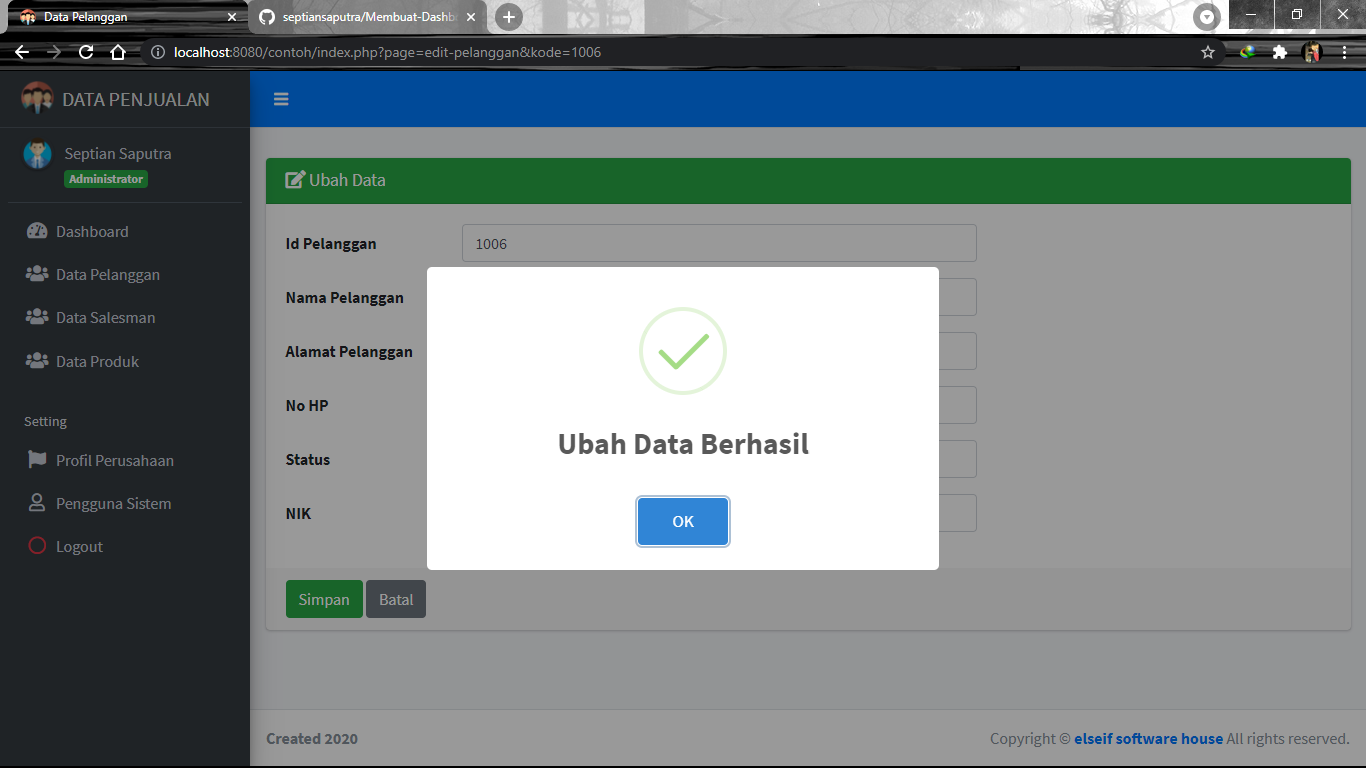 Data Pelanggan
septiansaputra/Membuat-Dashb
localhost:8080/contoh/index.php?page=edit-pelanggan&kode=1006
DATA PENJUALAN
Septian Saputra
Administrator
Dashboard
Data Pelanggan
Data Salesman
Data Produk
Setting
Profil Perusahaan
Pengguna Sistem
Logout
Ubah Data
Id Pelanggan 1006
Nama Pelanggan
Alamat Pelanggan
No HP
Status
NIK
Ubah Data Berhasil
OK
Simpan Batal
Created 2020 Copyright © elseif software house All rights reserved.